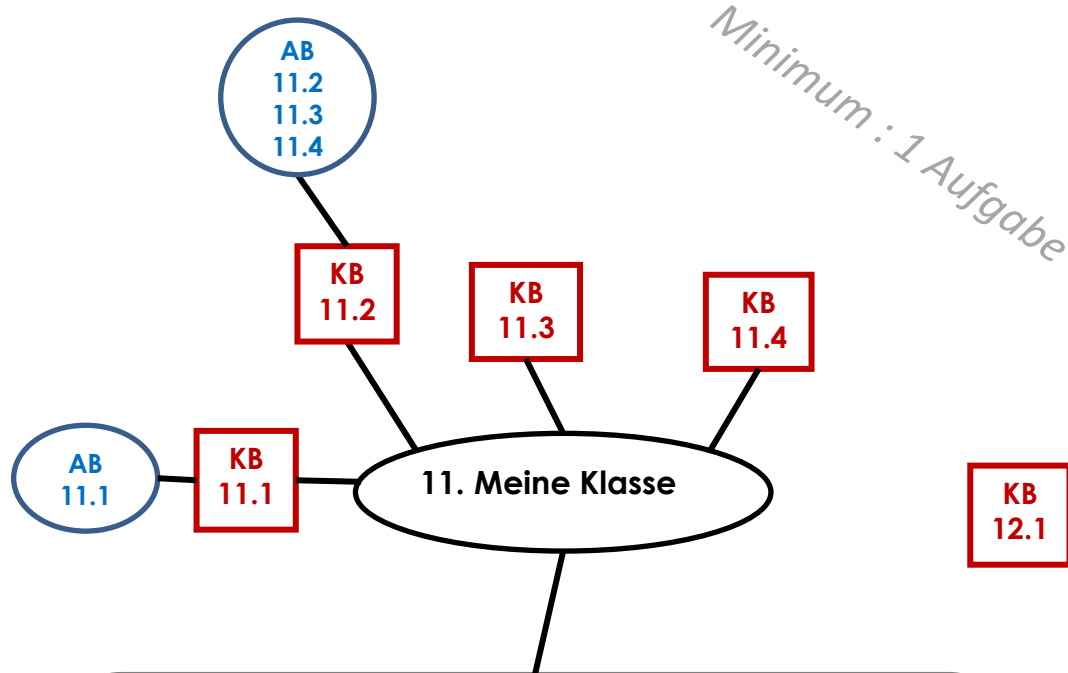 Minimum : 1 Aufgabe
AB
11.2
11.3
11.4
KB
11.2
KB
11.3
KB
11.4
AB
11.1
KB
11.1
11. Meine Klasse
KB
12.1